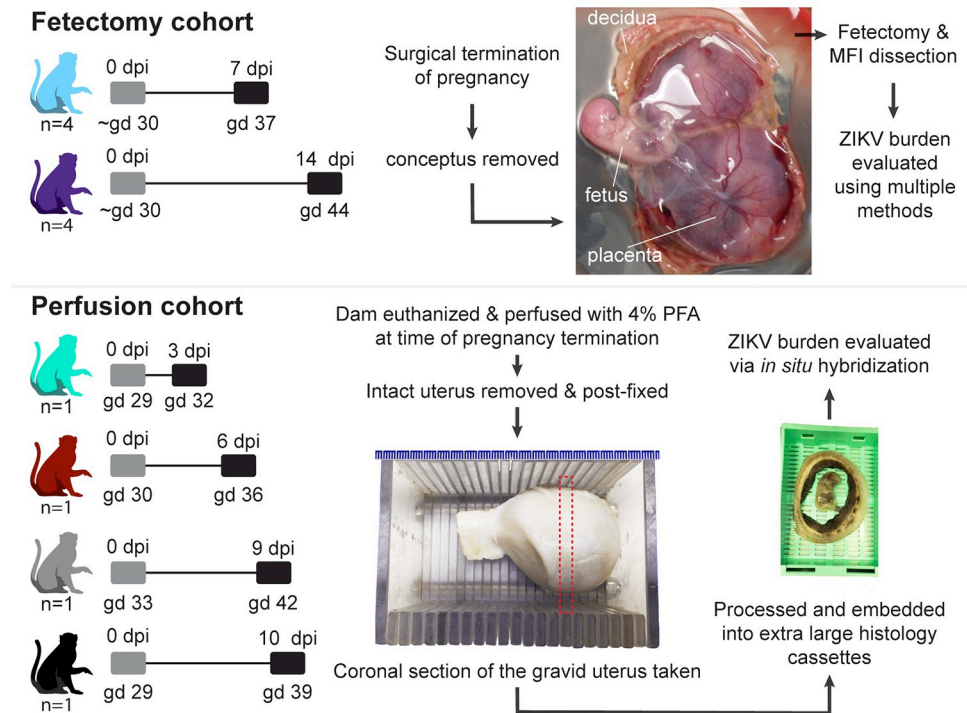 Fetectomy cohort
0 dpi
7 dpi
n=4
~gd 30
gd 37
0 dpi
14 dpi
n=4
~gd 30
gd 44
Surgical termination
of pregnancy
conceptus removed
decidua
fetus
placenta
Fetectomy &
MFI dissection
ZIKV burden
evaluated
using multiple
methods
Perfusion cohort
0 dpi
3 dpi
n=1
gd 29
gd 32
0 dpi
6 dpi
n=1
gd 30
gd 36
0 dpi
9 dpi
n=1
gd 33
gd 42
0 dpi
10 dpi
n=1
gd 29
gd 39
Dam euthanized & perfused with 4% PFA
at time of pregnancy termination
Intact uterus removed & post-fixed
Coronal section of the gravid uterus taken
ZIKV burden evaluated
via in situ hybridization
Processed and embedded
into extra large histology
cassettes